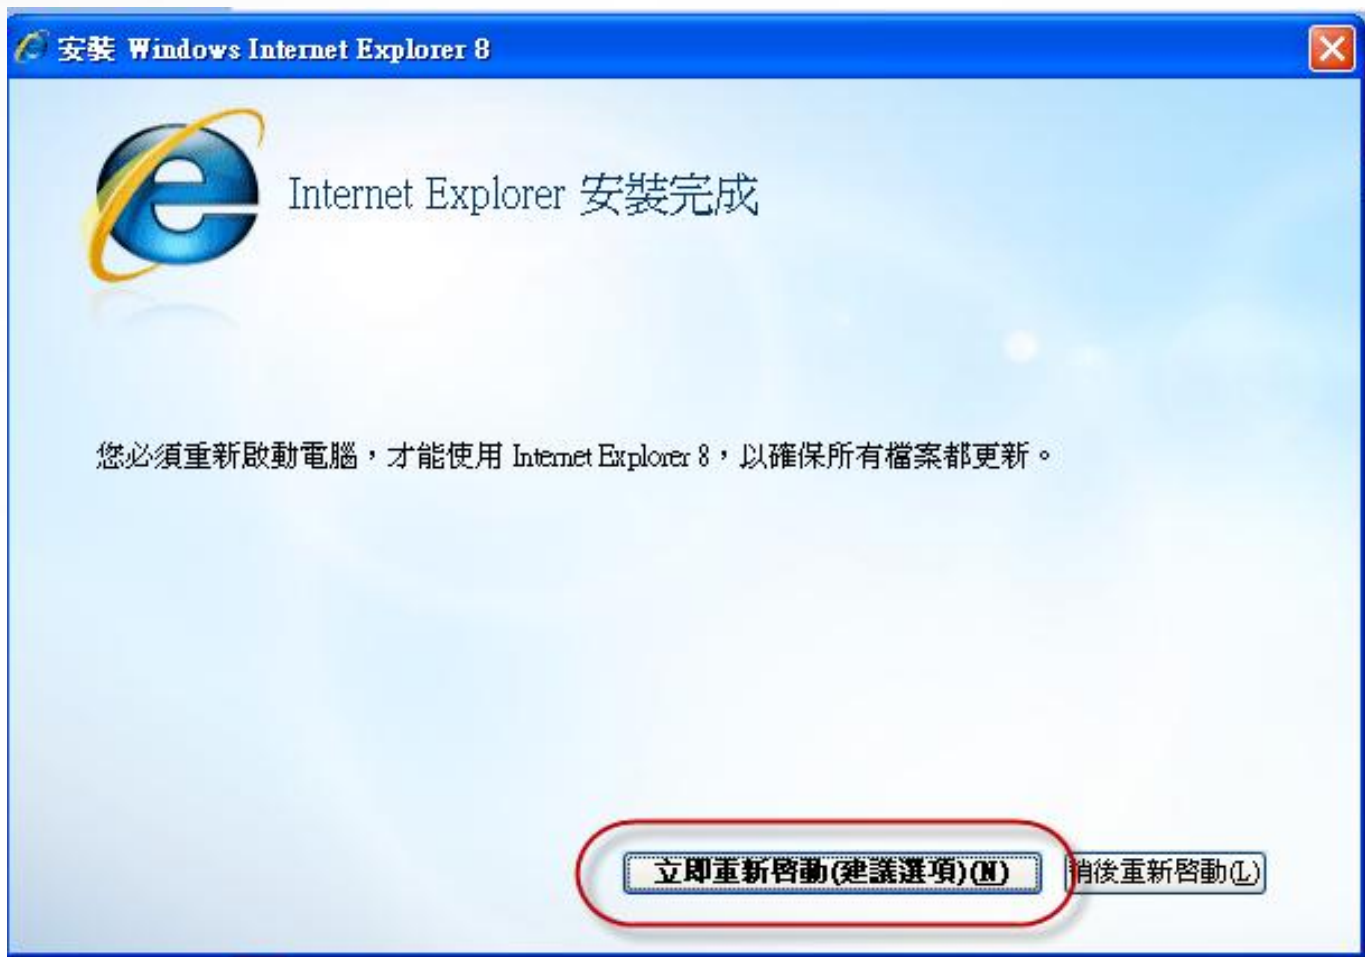 安裝 Windows Internet Explorer 8
Internet Explorer 安裝完成
您必須重新啟動電腦，才能使用 Internet Explorer 8，以確保所有檔案都更新。
立即重新啓動(建議選項)(N) 稍後重新啓動(L)